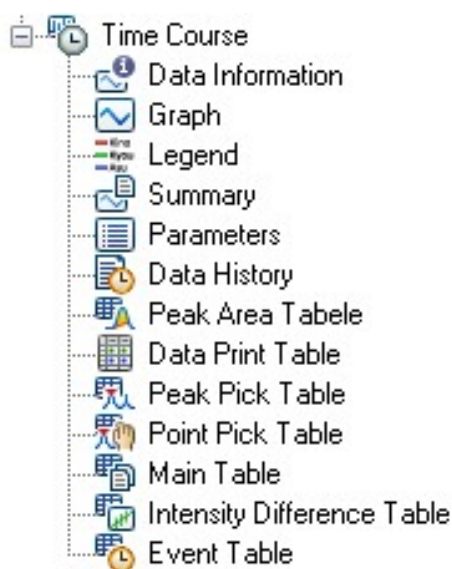 Time Course
Data Information
Graph
Legend
Summary
Parameters
Data History
Peak Area Tabele
Data Print Table
Peak Pick Table
Point Pick Table
Main Table
Intensity Difference Table
Event Table